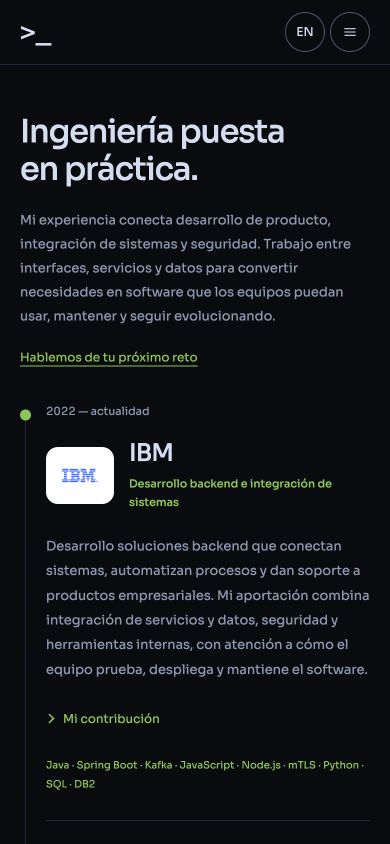 >_
EN
Ingeniería puesta
en práctica.
Mi experiencia conecta desarrollo de producto,
integración de sistemas y seguridad. Trabajo entre
interfaces, servicios y datos para convertir
necesidades en software que los equipos puedan
usar, mantener y seguir evolucionando.
Hablemos de tu próximo reto
2022 — actualidad
IBM
IBM
Desarrollo backend e integración de
sistemas
Desarrollo soluciones backend que conectan
sistemas, automatizan procesos y dan soporte a
productos empresariales. Mi aportación combina
integración de servicios y datos, seguridad y
herramientas internas, con atención a cómo el
equipo prueba, despliega y mantiene el software.
Mi contribución
Java · Spring Boot · Kafka · JavaScript · Node.js · mTLS · Python ·
SQL · DB2